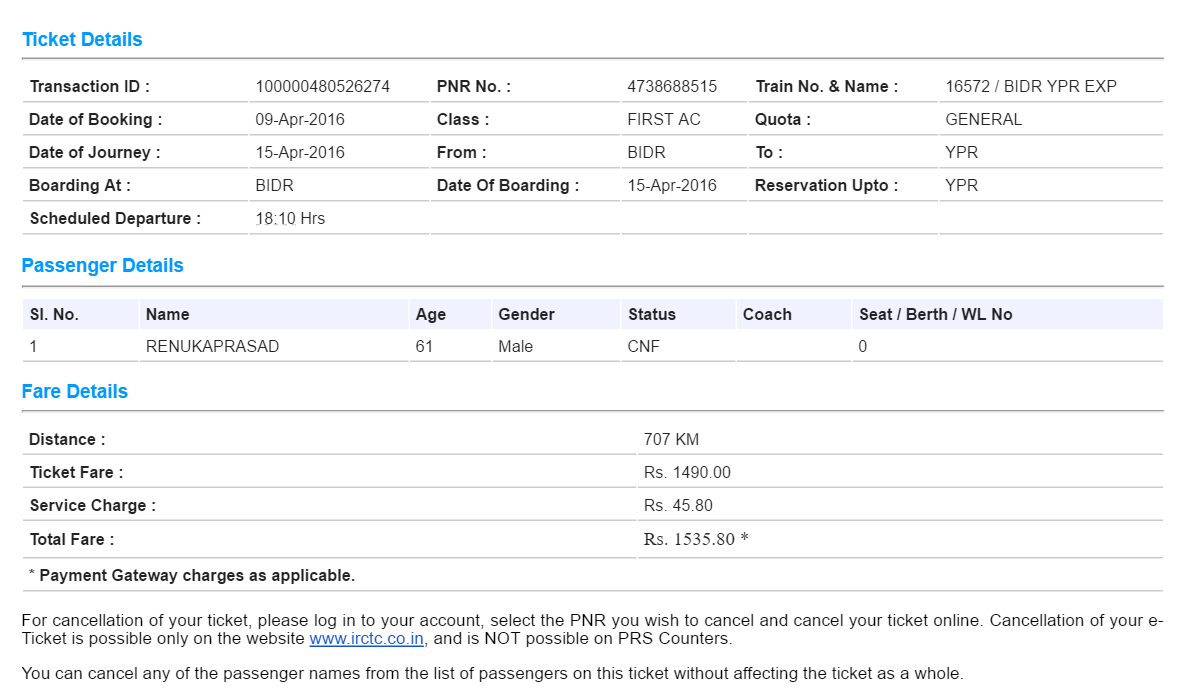 Ticket Details
Transaction ID : 100000480526274 PNR No. : 4738688515 Train No. & Name : 16572 / BIDR YPR EXP
Date of Booking : 09-Apr-2016 Class : FIRST AC Quota : GENERAL
Date of Journey : 15-Apr-2016 From : BIDR To : YPR
Boarding At : BIDR Date Of Boarding : 15-Apr-2016 Reservation Upto : YPR
Scheduled Departure : 18:10 Hrs
Passenger Details
Sl. No. Name Age Gender Status Coach Seat / Berth / WL No
1 RENUKAPRASAD 61 Male CNF 0
Fare Details
Distance : 707 KM
Ticket Fare : Rs. 1490.00
Service Charge : Rs. 45.80
Total Fare : Rs. 1535.80 *
* Payment Gateway charges as applicable.
For cancellation of your ticket, please log in to your account, select the PNR you wish to cancel and cancel your ticket online. Cancellation of your e-
Ticket is possible only on the website www.irctc.co.in, and is NOT possible on PRS Counters.
You can cancel any of the passenger names from the list of passengers on this ticket without affecting the ticket as a whole.